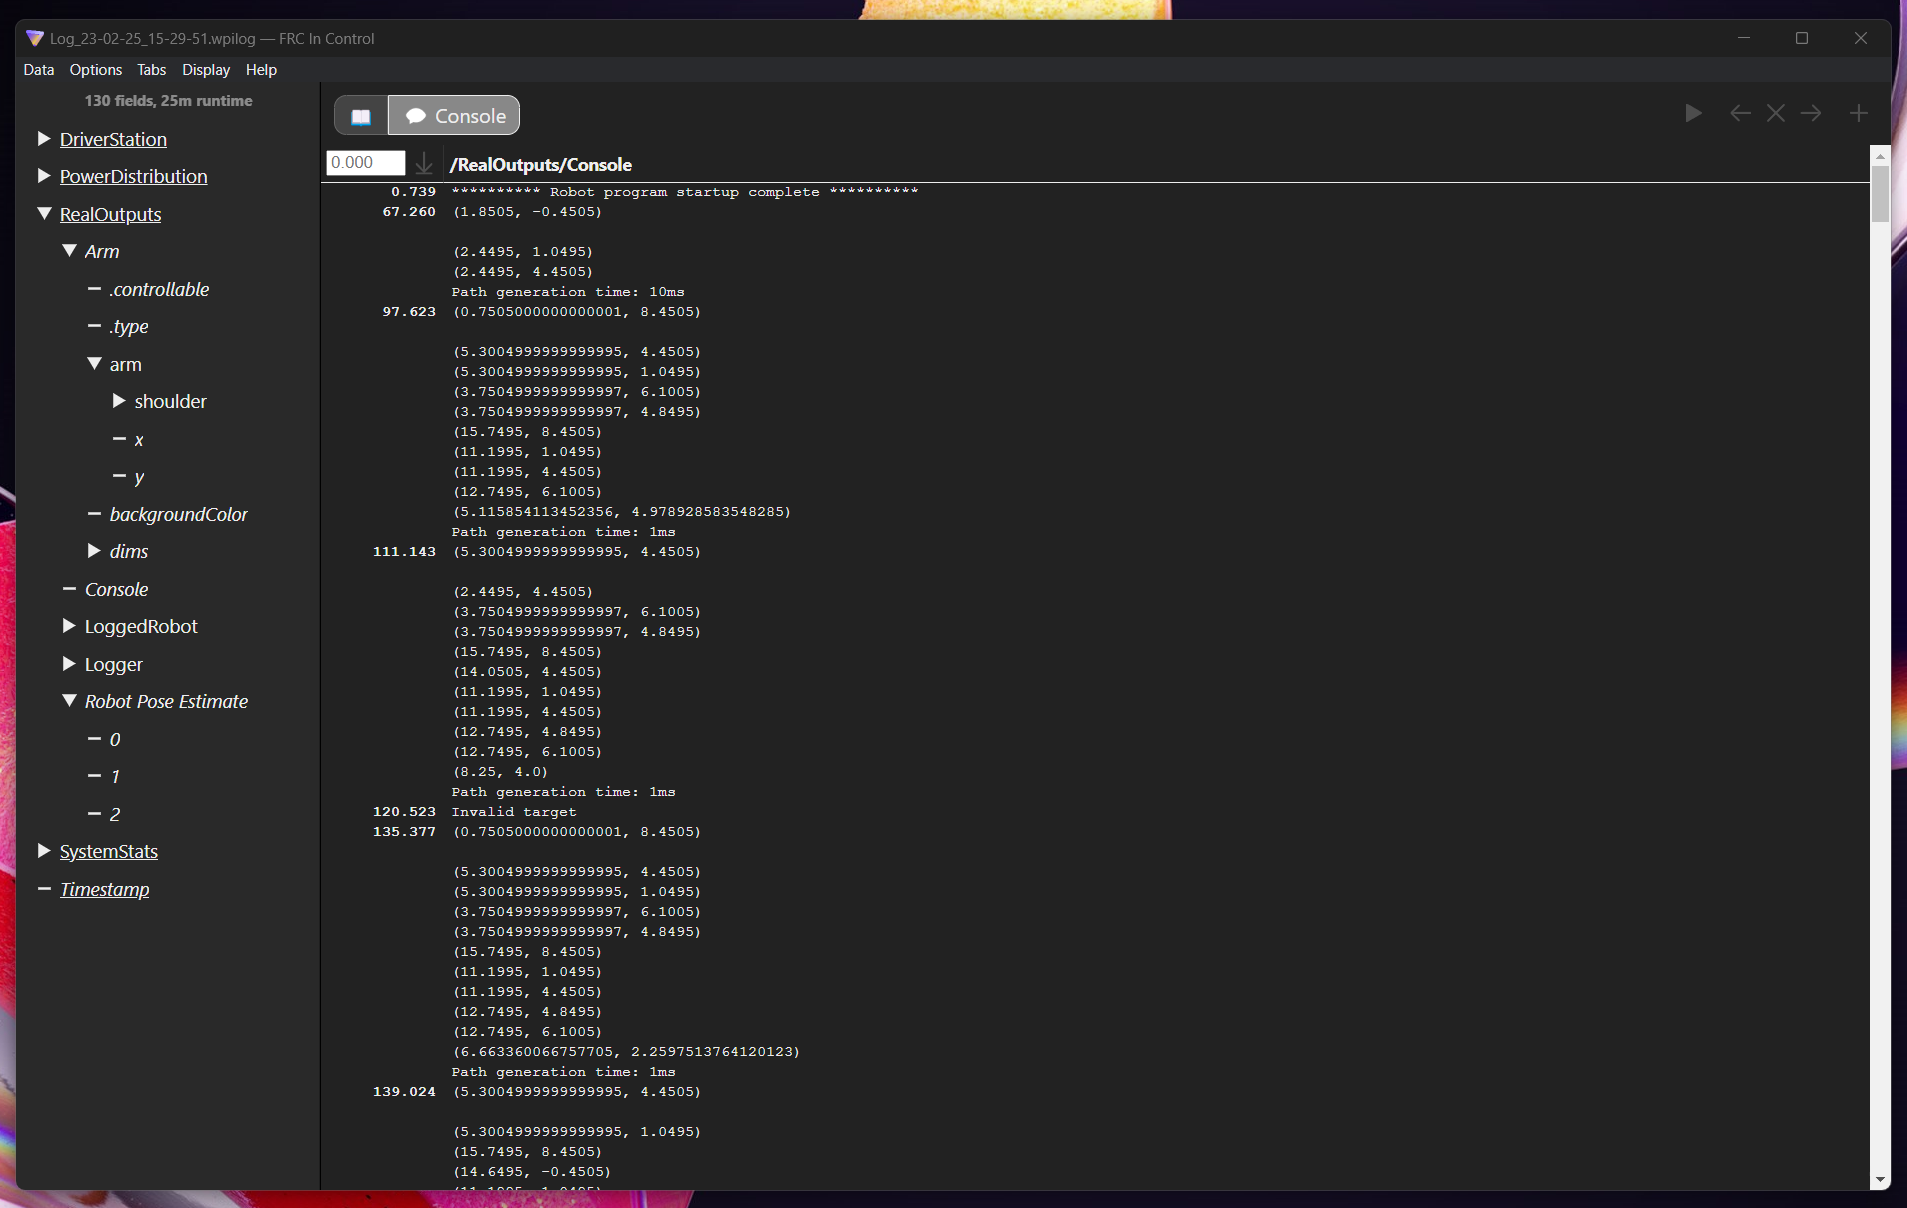 Log_23-02-25_15-29-51.wpilog — FRC In Control
Data Options Tabs Display Help
130 fields, 25m runtime
DriverStation
PowerDistribution
RealOutputs
Arm
.controllable
.type
arm
shoulder
x
y
backgroundColor
dims
Console
LoggedRobot
Logger
Robot Pose Estimate
0
1
2
SystemStats
Timestamp
Console
0.000 /RealOutputs/Console
0.739 ********** Robot program startup complete **********
67.260 (1.8505, -0.4505)
(2.4495, 1.0495)
(2.4495, 4.4505)
Path generation time: 10ms
97.623 (0.7505000000000001, 8.4505)
(5.3004999999999995, 4.4505)
(5.3004999999999995, 1.0495)
(3.7504999999999997, 6.1005)
(3.7504999999999997, 4.8495)
(15.7495, 8.4505)
(11.1995, 1.0495)
(11.1995, 4.4505)
(12.7495, 6.1005)
(5.115854113452356, 4.978928583548285)
Path generation time: 1ms
111.143 (5.3004999999999995, 4.4505)
(2.4495, 4.4505)
(3.7504999999999997, 6.1005)
(3.7504999999999997, 4.8495)
(15.7495, 8.4505)
(14.0505, 4.4505)
(11.1995, 1.0495)
(11.1995, 4.4505)
(12.7495, 4.8495)
(12.7495, 6.1005)
(8.25, 4.0)
Path generation time: 1ms
120.523 Invalid target
135.377 (0.7505000000000001, 8.4505)
(5.3004999999999995, 4.4505)
(5.3004999999999995, 1.0495)
(3.7504999999999997, 6.1005)
(3.7504999999999997, 4.8495)
(15.7495, 8.4505)
(11.1995, 1.0495)
(11.1995, 4.4505)
(12.7495, 4.8495)
(12.7495, 6.1005)
(6.663360066757705, 2.2597513764120123)
Path generation time: 1ms
139.024 (5.3004999999999995, 4.4505)
(5.3004999999999995, 1.0495)
(15.7495, 8.4505)
(14.6495, -0.4505)